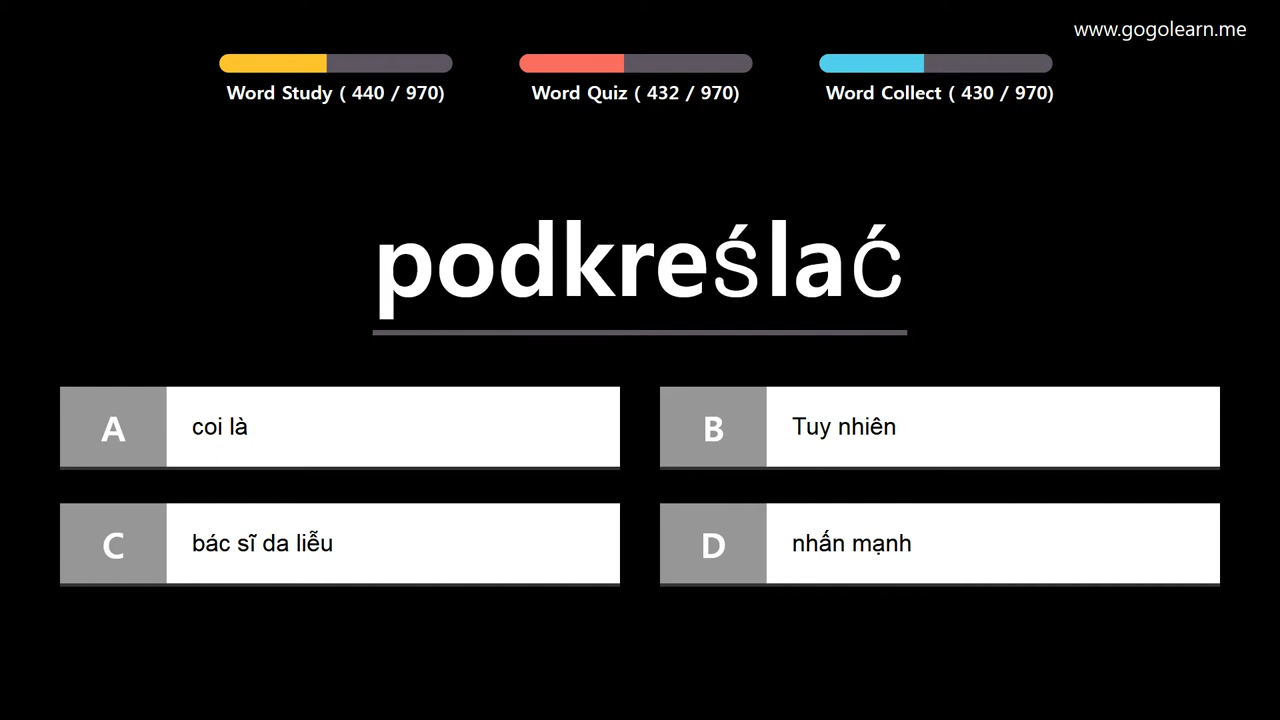 www.gogolearn.me
Word Study ( 440 / 970)
Word Quiz ( 432 / 970)
Word Collect ( 430 / 970)
podkreślać
A
coi là
B
Tuy nhiên
C
bác sĩ da liễu
D
nhấn mạnh